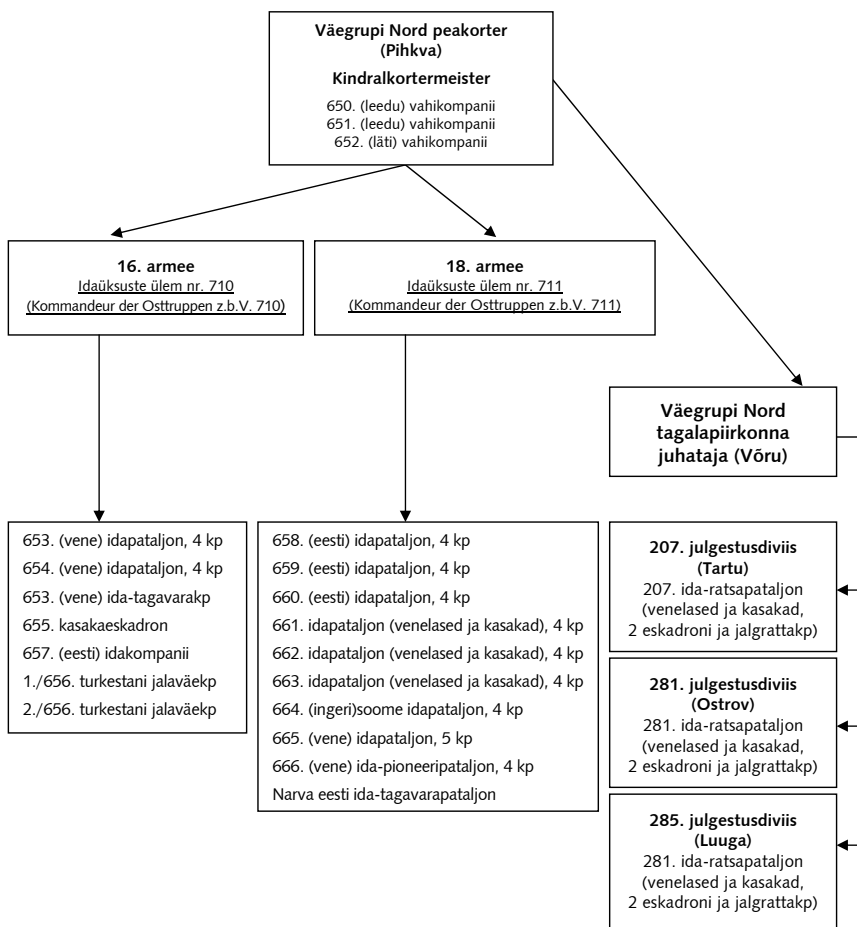 Väegrupi Nord peakorter
(Pihkva)
Kindralkortermeister
650. (leedu) vahikompanii
651. (leedu) vahikompanii
652. (läti) vahikompanii
16. armee
Idaüksuste ülem nr. 710
(Kommandeur der Osttruppen z.b.V. 710)
18. armee
Idaüksuste ülem nr. 711
(Kommandeur der Osttruppen z.b.V. 711)
Väegrupi Nord
tagalapiirkonna
juhataja (Võru)
653. (vene) idapataljon, 4 kp
654. (vene) idapataljon, 4 kp
653. (vene) ida-tagavarakp
655. kasakaeskadron
657. (eesti) idakompanii
1./656. turkestani jalaväekp
2./656. turkestani jalaväekp
658. (eesti) idapataljon, 4 kp
659. (eesti) idapataljon, 4 kp
660. (eesti) idapataljon, 4 kp
661. idapataljon (venelased ja kasakad), 4 kp
662. idapataljon (venelased ja kasakad), 4 kp
663. idapataljon (venelased ja kasakad), 4 kp
664. (ingeri)soome idapataljon, 4 kp
665. (vene) idapataljon, 5 kp
666. (vene) ida-pioneeripataljon, 4 kp
Narva eesti ida-tagavarapataljon
207. julgestusdiviis
(Tartu)
207. ida-ratsapataljon
(venelased ja kasakad,
2 eskadroni ja jalgrattakp)
281. julgestusdiviis
(Ostrov)
281. ida-ratsapataljon
(venelased ja kasakad,
2 eskadroni ja jalgrattakp)
285. julgestusdiviis
(Luuga)
281. ida-ratsapataljon
(venelased ja kasakad,
2 eskadroni ja jalgrattakp)